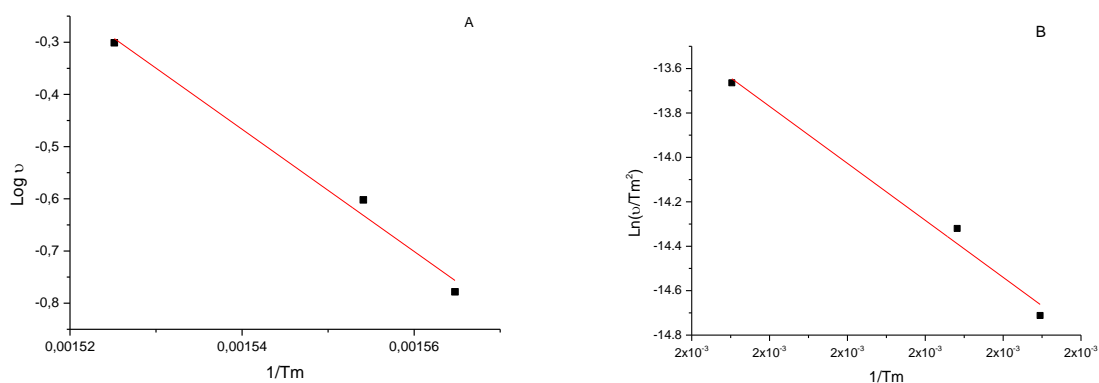 A
Log υ
-0,3
-0,4
-0,5
-0,6
-0,7
-0,8
0,00152
0,00154
0,00156
1/Tm
B
Ln(υ/Tm²)
-13.6
-13.8
-14.0
-14.2
-14.4
-14.6
-14.8
2x10⁻³
2x10⁻³
2x10⁻³
2x10⁻³
2x10⁻³
2x10⁻³
1/Tm